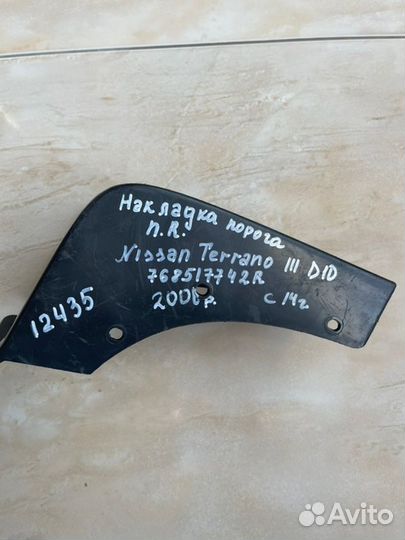 Накладка порога
П.R.
Nissan Terrano III D10
768517742R
2000р. с 14г
12435
Avito